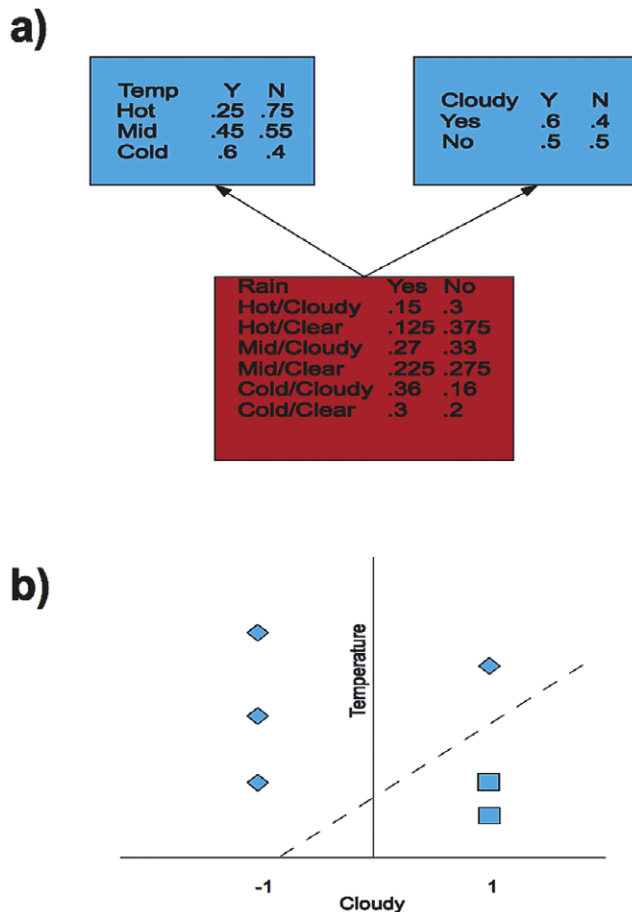 a)
Temp Y N
Hot .25 .75
Mid .45 .55
Cold .6 .4
Cloudy Y N
Yes .6 .4
No .5 .5
Rain Yes No
Hot/Cloudy .15 .3
Hot/Clear .125 .375
Mid/Cloudy .27 .33
Mid/Clear .225 .275
Cold/Cloudy .36 .16
Cold/Clear .3 .2
b)
Temperature
-1 1
Cloudy